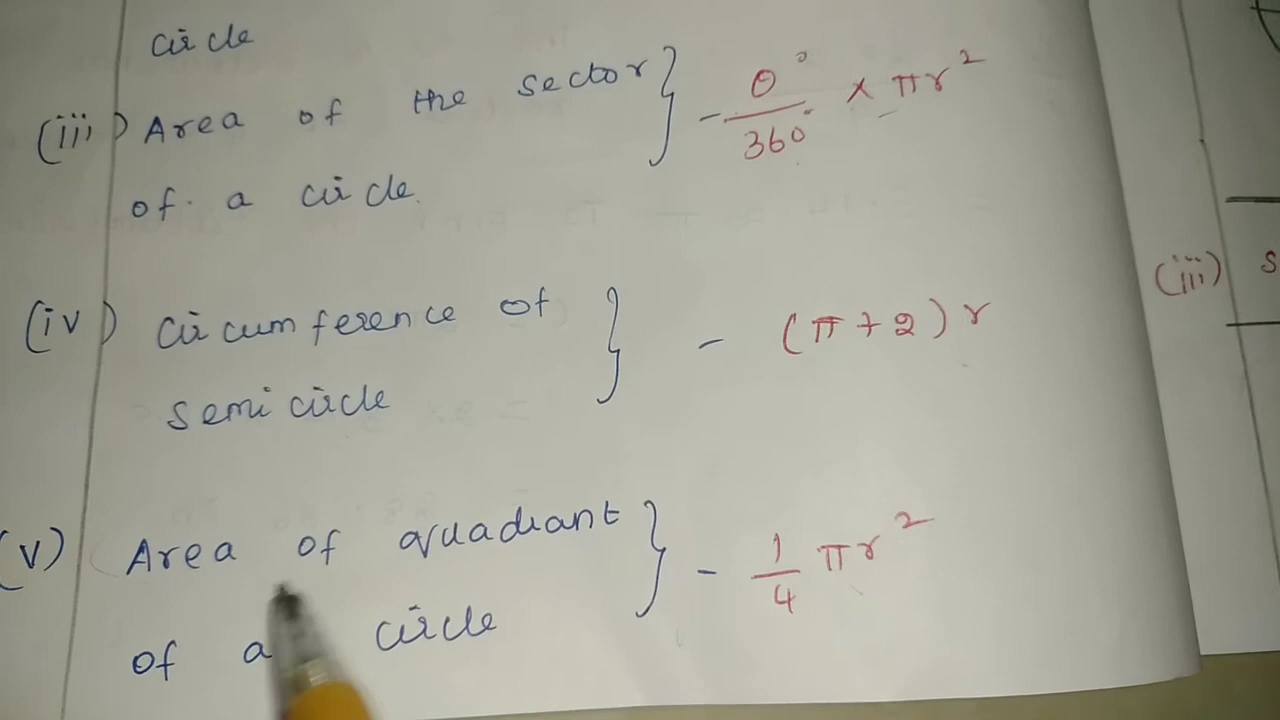 circle
(iii) Area of the sector } - θ°/360° × πr²
of a circle.
(iv) Circumference of } - (π+2)r
semicircle
(v) Area of quadrant } - 1/4 πr²
of a circle
(iii) s